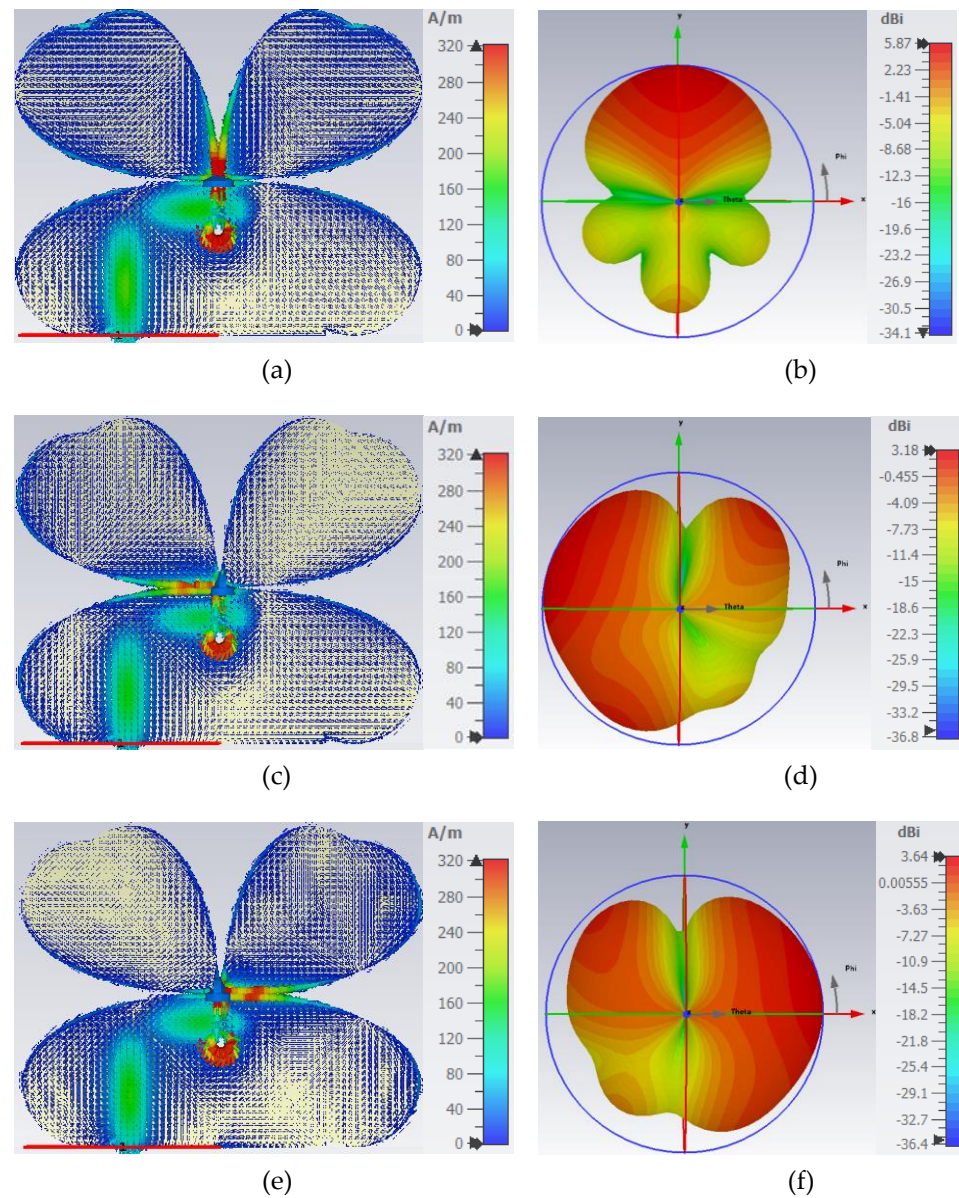 A/m
320
280
240
200
160
120
80
40
0
dBi
5.87
2.23
-1.41
-5.04
-8.68
-12.3
-16
-19.6
-23.2
-26.9
-30.5
-34.1
y
Phi
Theta
x
(a)
(b)
A/m
320
280
240
200
160
120
80
40
0
dBi
3.18
-0.455
-4.09
-7.73
-11.4
-15
-18.6
-22.3
-25.9
-29.5
-33.2
-36.8
y
Phi
Theta
x
(c)
(d)
A/m
320
280
240
200
160
120
80
40
0
dBi
3.64
0.00555
-3.63
-7.27
-10.9
-14.5
-18.2
-21.8
-25.4
-29.1
-32.7
-36.4
y
Phi
Theta
x
(e)
(f)